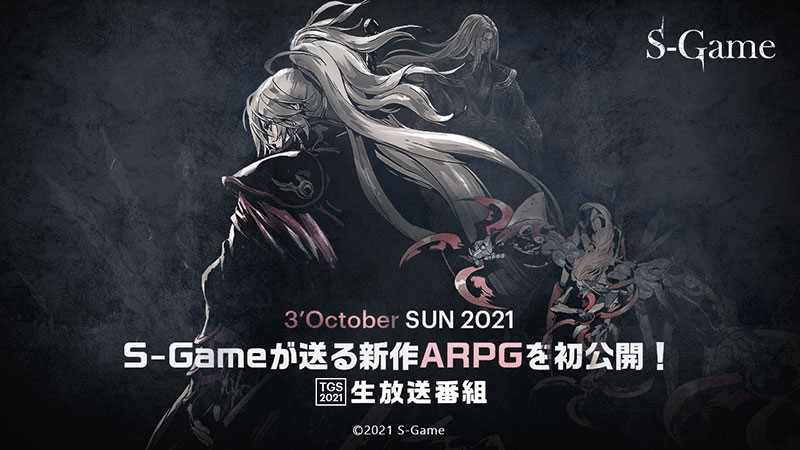 S-Game
3'October SUN 2021
S-Gameが送る新作ARPGを初公開！
TGS 2021 生放送番組
©2021 S-Game